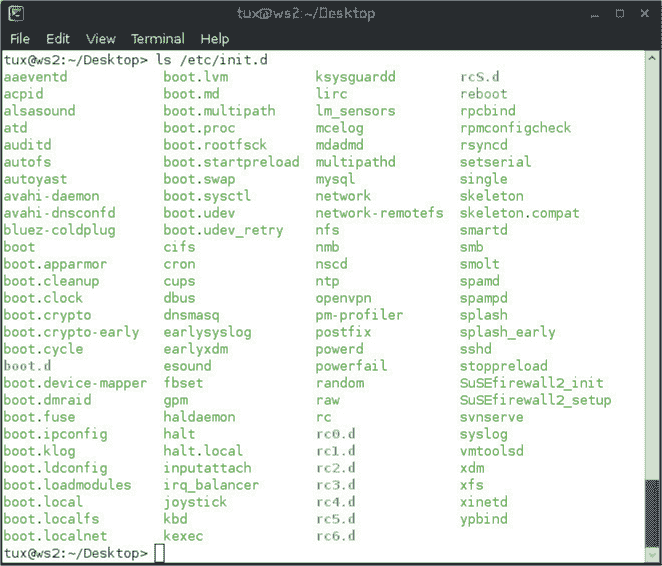 tux@ws2:~/Desktop
File Edit View Terminal Help
tux@ws2:~/Desktop> ls /etc/init.d
aaeventd boot.lvm ksysguardd rcS.d
acpid boot.md lirc reboot
alsasound boot.multipath lm_sensors rpcbind
atd boot.proc mcelog rpmconfigcheck
auditd boot.rootfsck mdadmd rsyncd
autofs boot.startpreload multipathd setserial
autoyast boot.swap mysql single
avahi-daemon boot.sysctl network skeleton
avahi-dnsconfd boot.udev network-remotefs skeleton.compat
bluez-coldplug boot.udev_retry nfs smartd
boot cifs nmb smb
boot.apparmor cron nscd smolt
boot.cleanup cups ntp spamd
boot.clock dbus openvpn spampd
boot.crypto dnsmasq pm-profiler splash
boot.crypto-early earlysyslog postfix splash_early
boot.cycle earlyxdm powerd sshd
boot.d esound powerfail stoppreload
boot.device-mapper fbset random SuSEfirewall2_init
boot.dmraid gpm raw SuSEfirewall2_setup
boot.fuse haldaemon rc svnserve
boot.ipconfig halt rc0.d syslog
boot.klog halt.local rc1.d vmtoolsd
boot.ldconfig inputattach rc2.d xdm
boot.loadmodules irq_balancer rc3.d xfs
boot.local joystick rc4.d xinetd
boot.localfs kbd rc5.d ypbind
boot.localnet kexec rc6.d
tux@ws2:~/Desktop>